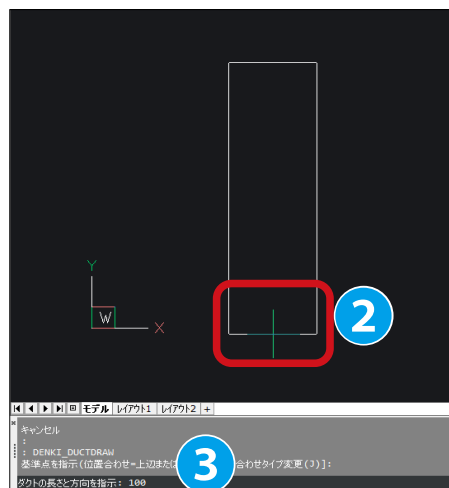 Y
W
X
2
モデル レイアウト1 レイアウト2 +
キャンセル
:
: DENKI_DUCTDRAW
基準点を指示(位置合わせ=上辺または 合わせタイプ変更(J)]:
3
ダクトの長さと方向を指示: 100